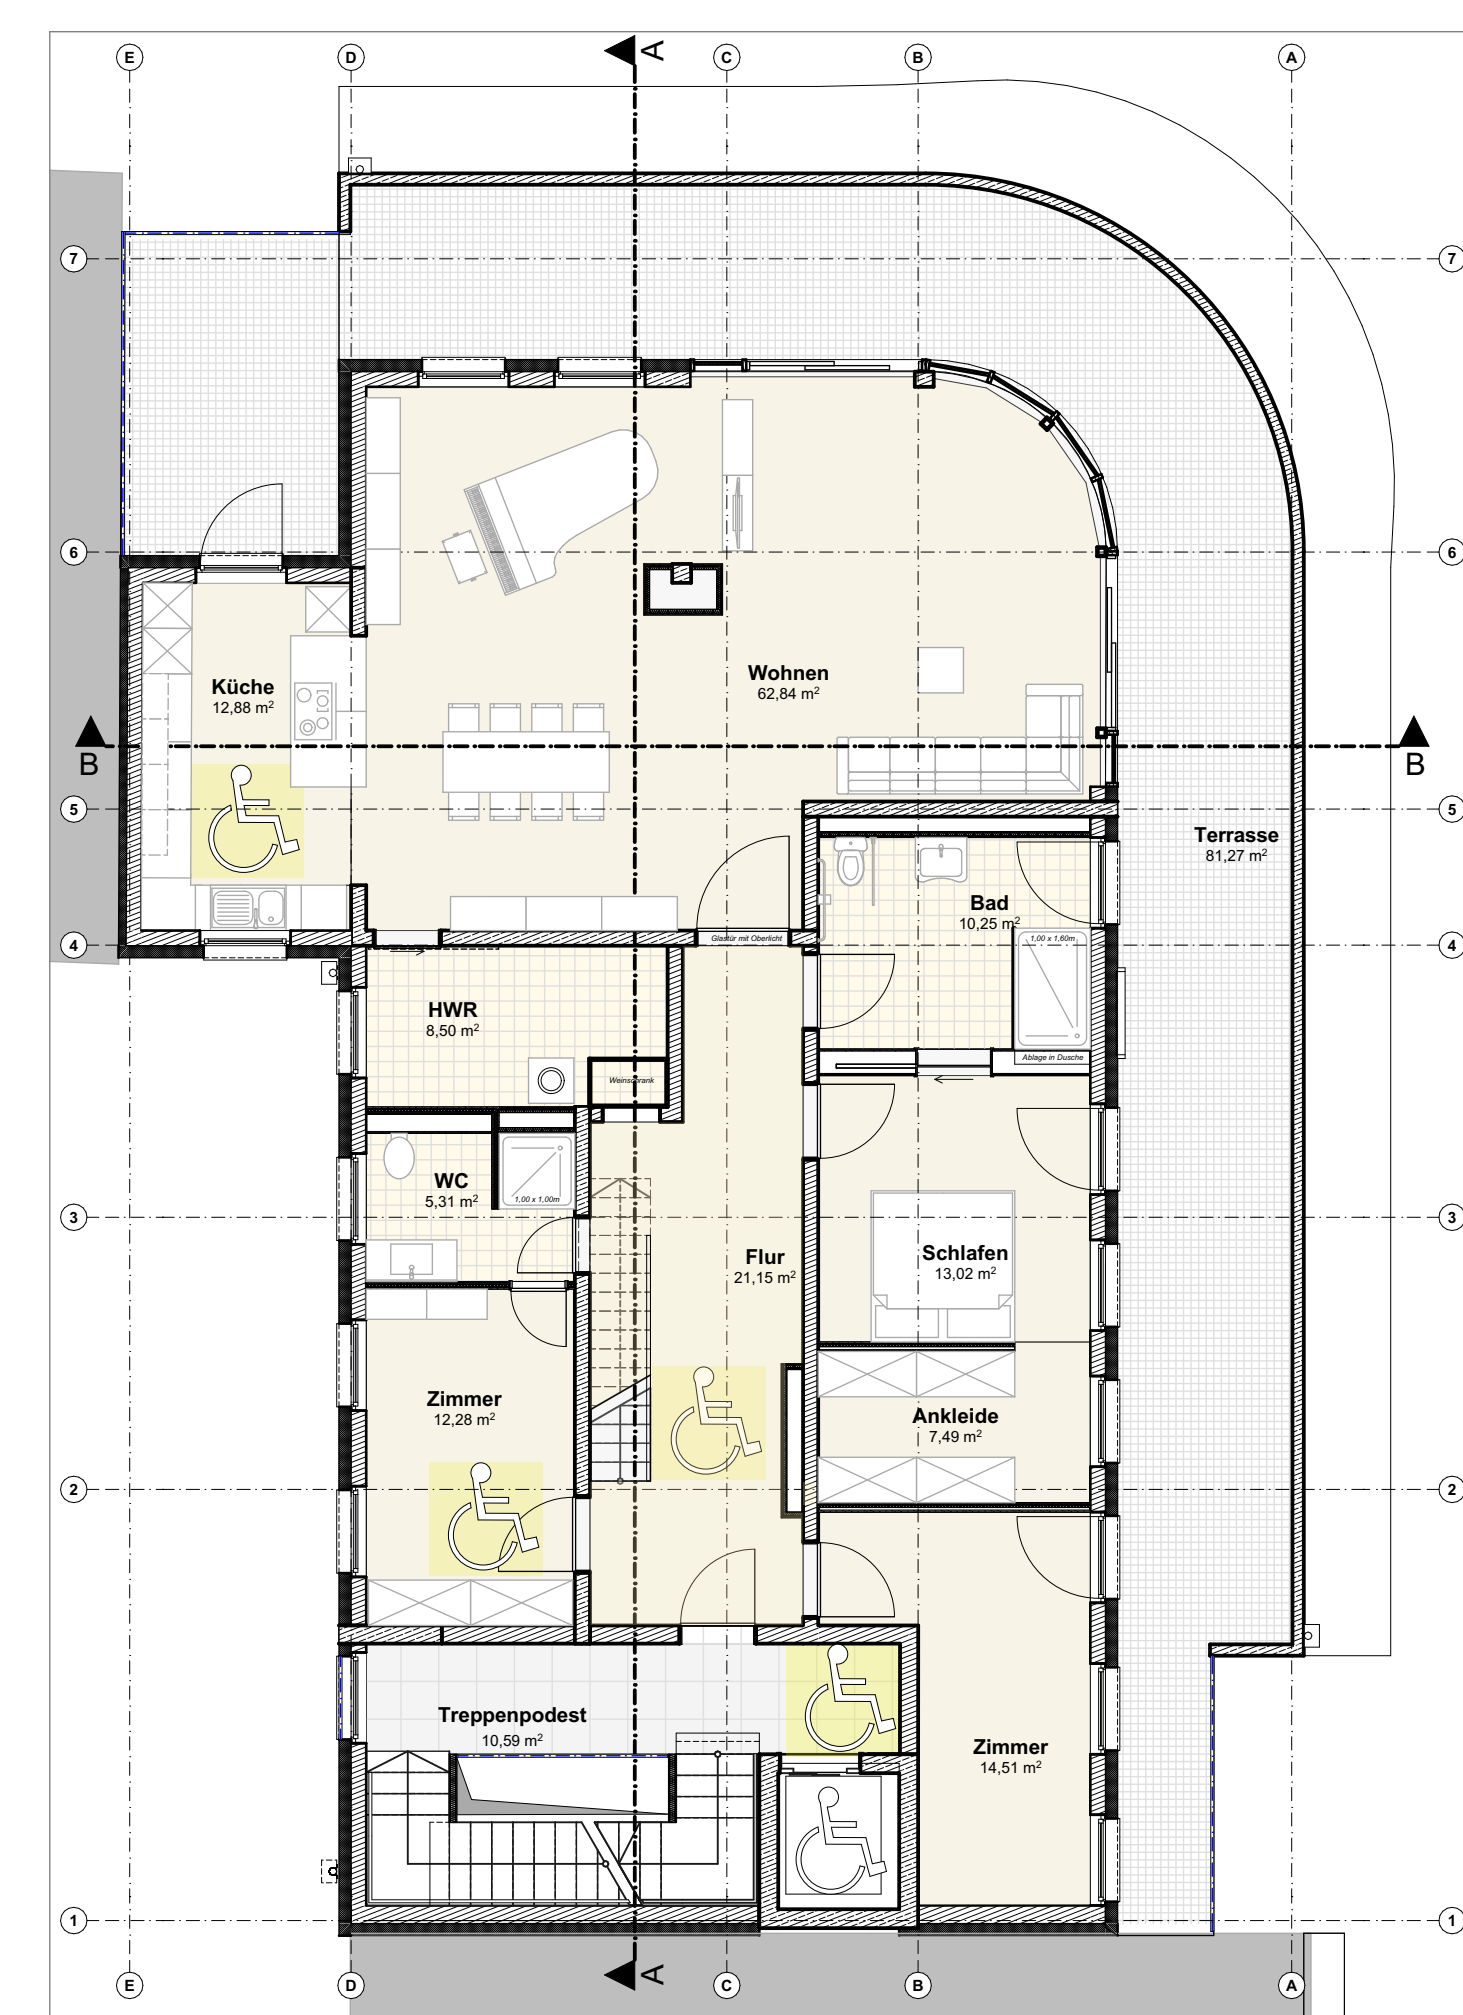 E
D
A
C
B
A
7
7
6
6
Wohnen
62,84 m²
Küche
12,88 m²
B
B
5
5
Terrasse
81,27 m²
Bad
10,25 m²
Glastür mit Oberlicht
1,00 x 1,60m
4
4
HWR
8,50 m²
Ablage in Dusche
Weinschrank
WC
5,31 m²
1,00 x 1,00m
3
3
Flur
21,15 m²
Schlafen
13,02 m²
Zimmer
12,28 m²
Ankleide
7,49 m²
2
2
Treppenpodest
10,59 m²
Zimmer
14,51 m²
1
1
E
D
A
C
B
A